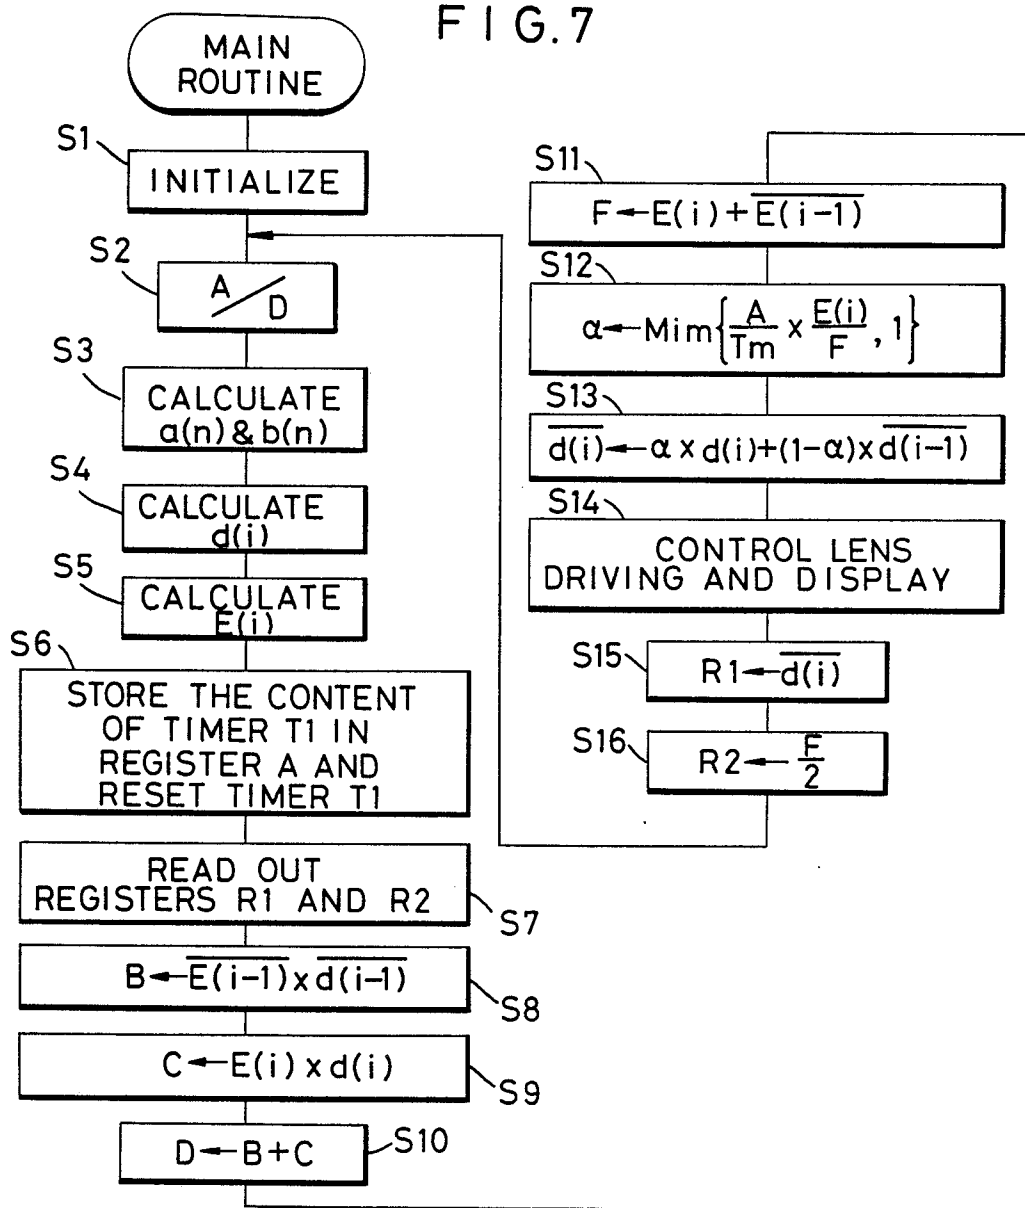 FIG.7
MAIN
ROUTINE
S1
INITIALIZE
S2
A/D
S3
CALCULATE
a(n)&b(n)
S4
CALCULATE
d(i)
S5
CALCULATE
E(i)
S6
STORE THE CONTENT
OF TIMER T1 IN
REGISTER A AND
RESET TIMER T1
READ OUT
REGISTERS R1 AND R2
S7
B←E̅(̅i̅-̅1̅)̅×d̅(̅i̅-̅1̅)̅
S8
C←E(i)×d(i)
S9
D←B+C
S10
S11
F←E(i)+E̅(̅i̅-̅1̅)̅
S12
α←Mim{A/Tm×E(i)/F,1}
S13
d̅(̅i̅)̅←α×d(i)+(1-α)×d̅(̅i̅-̅1̅)̅
S14
CONTROL LENS
DRIVING AND DISPLAY
S15
R1←d̅(̅i̅)̅
S16
R2←F/2